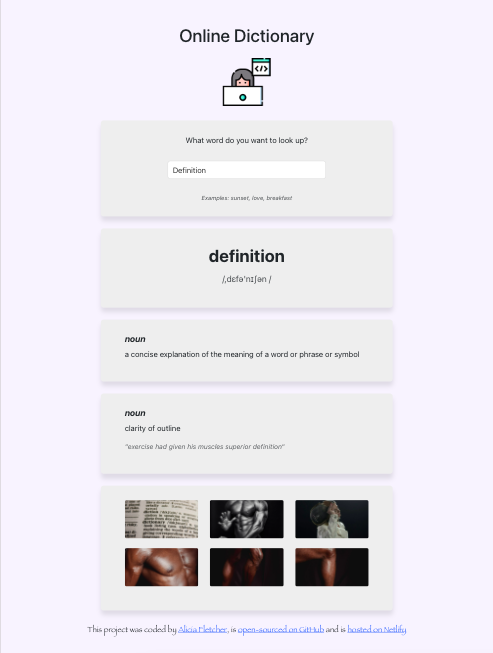 Online Dictionary
</>
What word do you want to look up?
Definition
Examples: sunset, love, breakfast
definition
/ˌdɛfəˈnɪʃən /
noun
a concise explanation of the meaning of a word or phrase or symbol
noun
clarity of outline
"exercise had given his muscles superior definition"
This project was coded by Alicia Fletcher, is open-sourced on GitHub and is hosted on Netlify